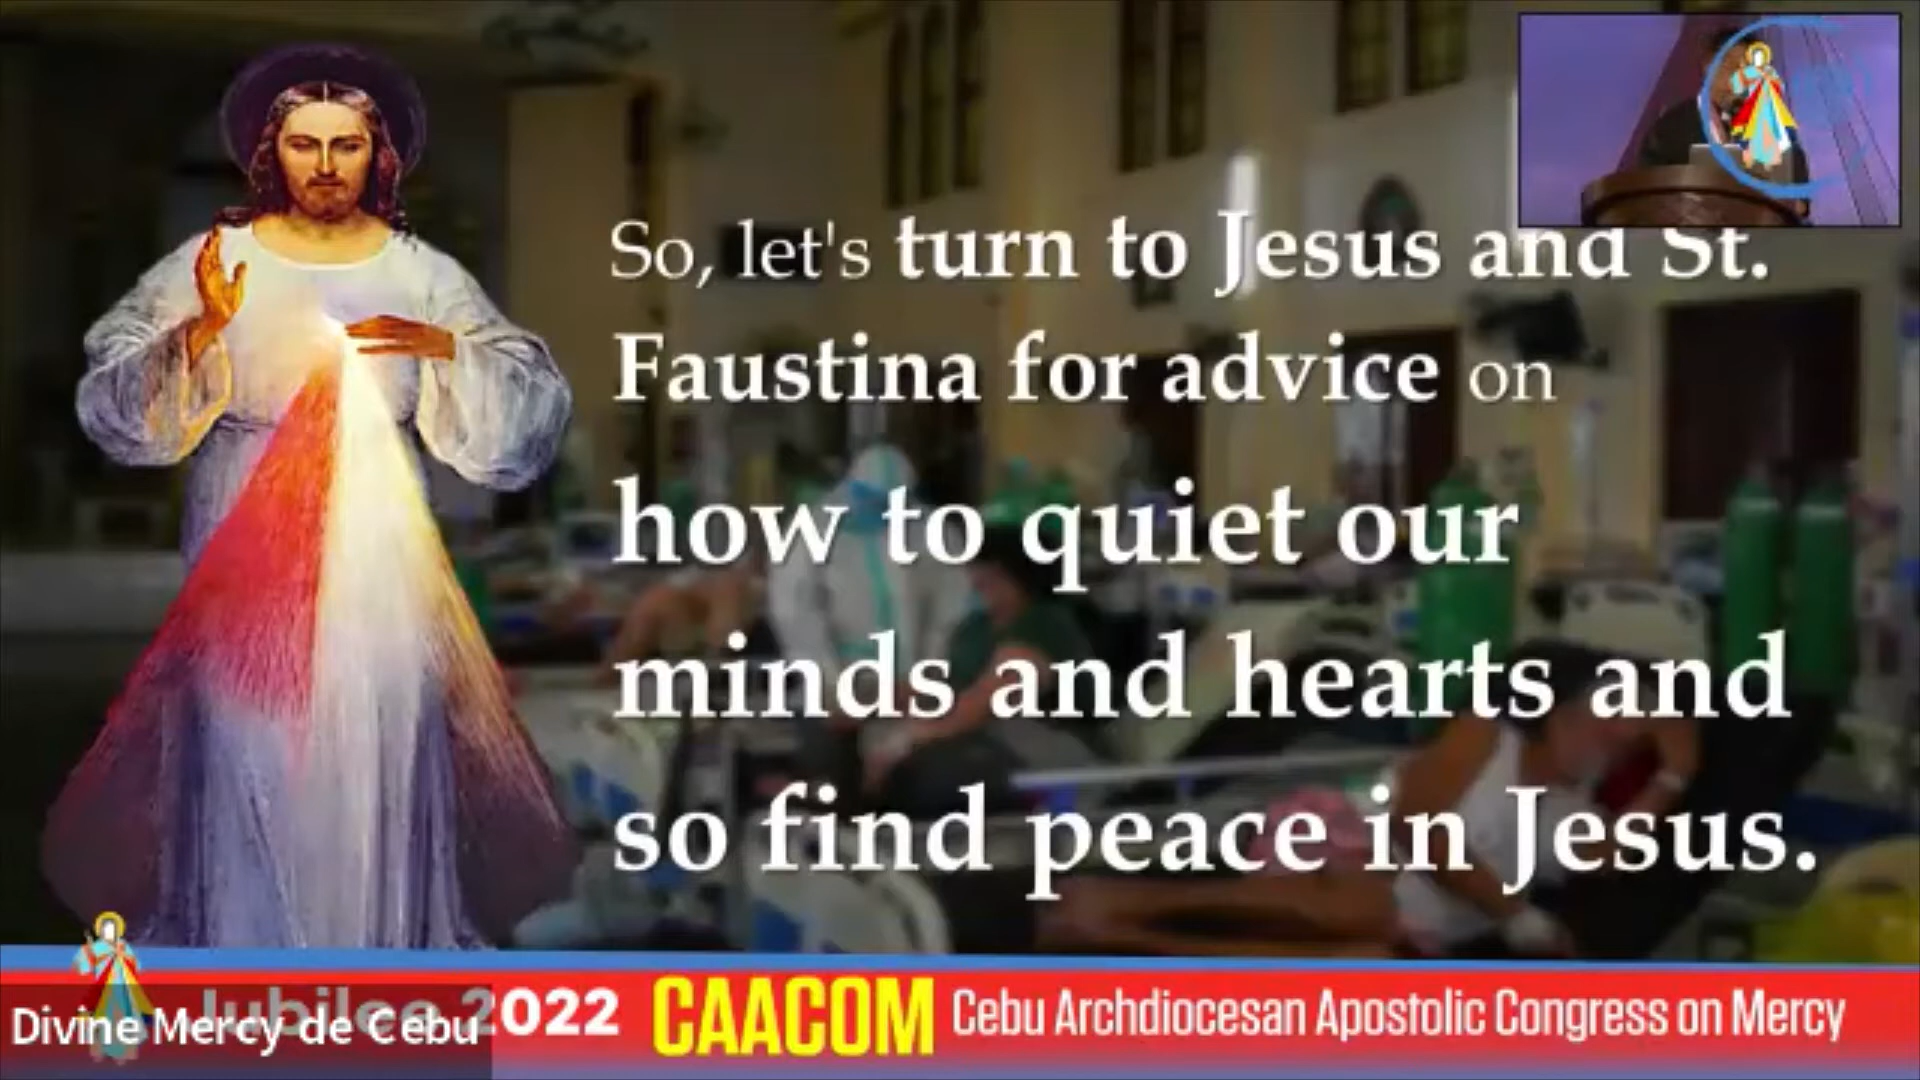 So, let's turn to Jesus and St.
Faustina for advice on
how to quiet our
minds and hearts and
so find peace in Jesus.
Jubilee 2022 CAACOM Cebu Archdiocesan Apostolic Congress on Mercy
Divine Mercy de Cebu